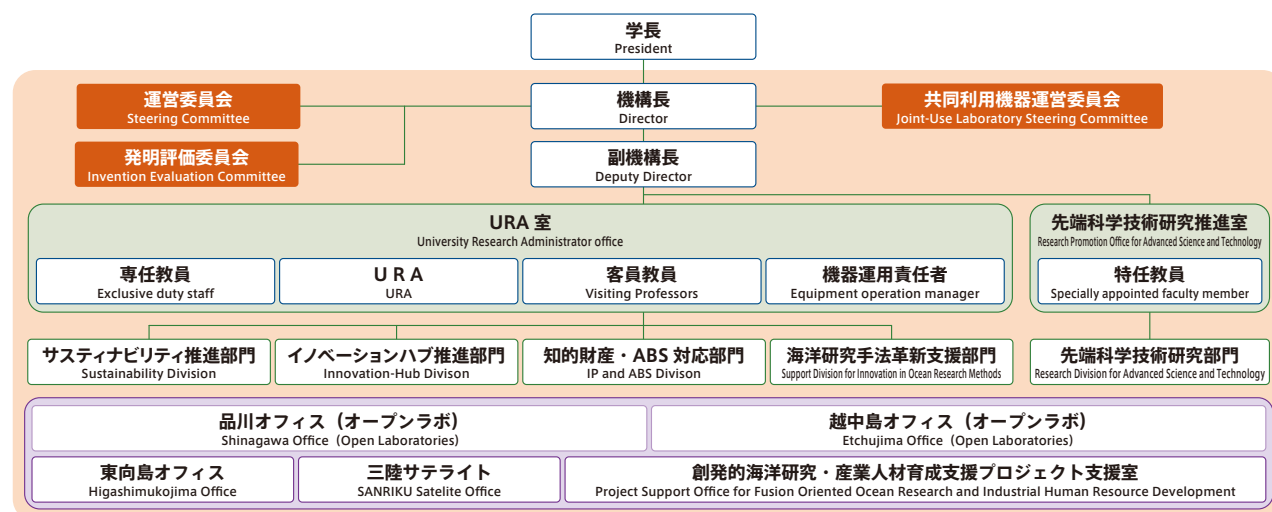 学長
President
運営委員会
Steering Committee
機構長
Director
共同利用機器運営委員会
Joint-Use Laboratory Steering Committee
発明評価委員会
Invention Evaluation Committee
副機構長
Deputy Director
URA 室
University Research Administrator office
先端科学技術研究推進室
Research Promotion Office for Advanced Science and Technology
専任教員
Exclusive duty staff
U R A
URA
客員教員
Visiting Professors
機器運用責任者
Equipment operation manager
特任教員
Specially appointed faculty member
サスティナビリティ推進部門
Sustainability Division
イノベーションハブ推進部門
Innovation-Hub Divison
知的財産・ABS 対応部門
IP and ABS Divison
海洋研究手法革新支援部門
Support Division for Innovation in Ocean Research Methods
先端科学技術研究部門
Research Division for Advanced Science and Technology
品川オフィス（オープンラボ）
Shinagawa Office (Open Laboratories)
越中島オフィス（オープンラボ）
Etchujima Office (Open Laboratories)
東向島オフィス
Higashimukojima Office
三陸サテライト
SANRIKU Satelite Office
創発的海洋研究・産業人材育成支援プロジェクト支援室
Project Support Office for Fusion Oriented Ocean Research and Industrial Human Resource Development